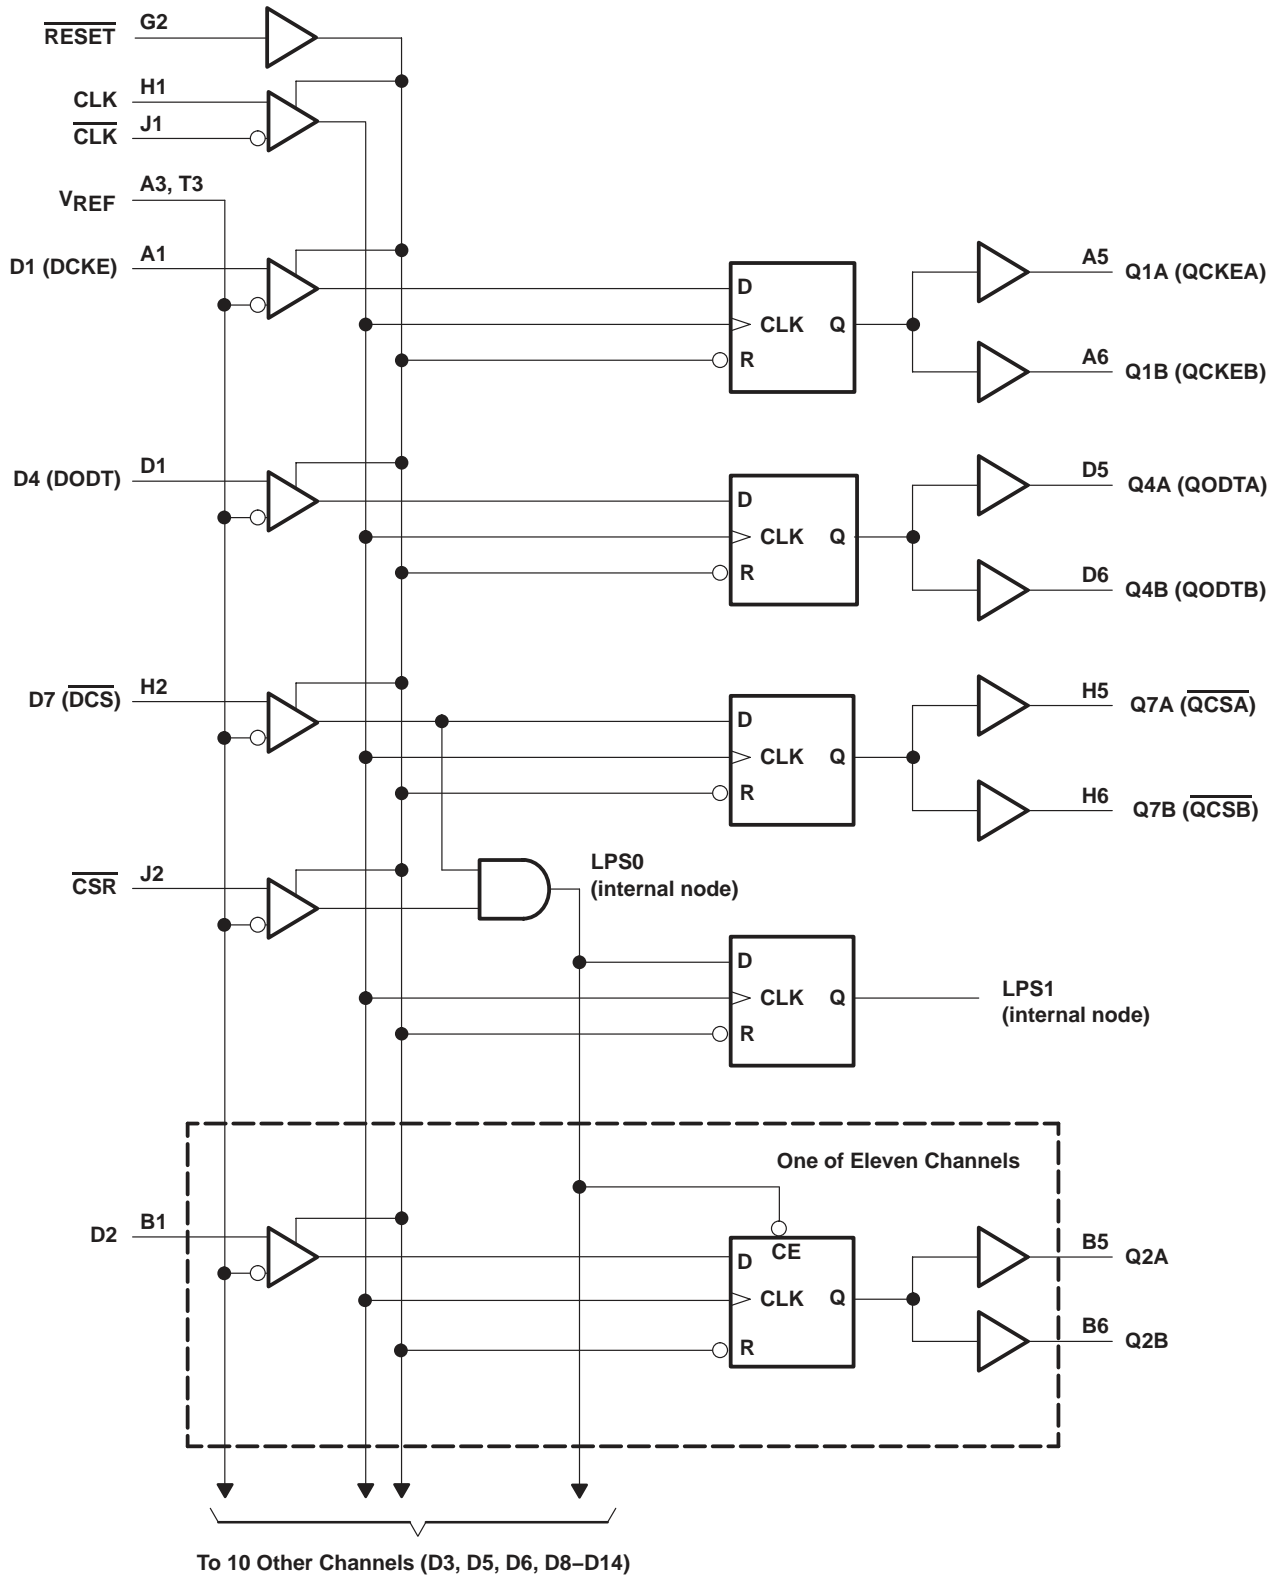 RESET G2
CLK H1
CLK J1
VREF A3, T3
D1 (DCKE) A1
D
CLK Q
R
A5 Q1A (QCKEA)
A6 Q1B (QCKEB)
D4 (DODT) D1
D
CLK Q
R
D5 Q4A (QODTA)
D6 Q4B (QODTB)
D7 (DCS) H2
D
CLK Q
R
H5 Q7A (QCSA)
H6 Q7B (QCSB)
CSR J2
LPS0
(internal node)
D
CLK Q
R
LPS1
(internal node)
One of Eleven Channels
D2 B1
CE
D
CLK Q
R
B5 Q2A
B6 Q2B
To 10 Other Channels (D3, D5, D6, D8–D14)